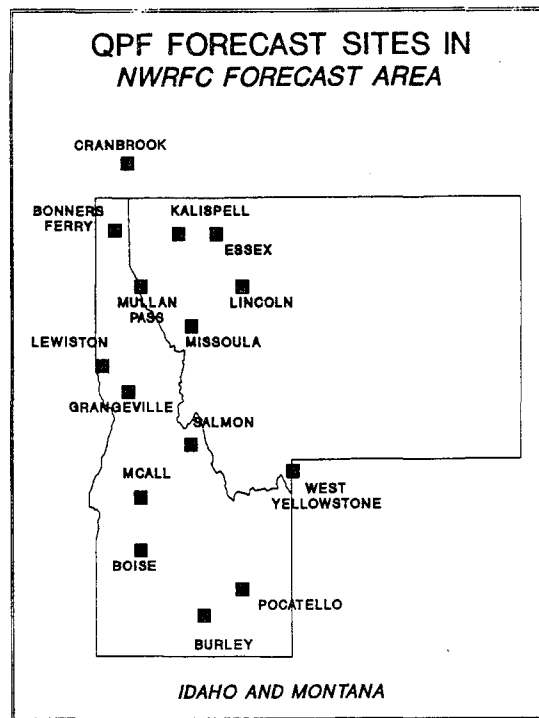 QPF FORECAST SITES IN
NWRFC FORECAST AREA
CRANBROOK
BONNERS
FERRY
KALISPELL
ESSEX
MULLAN
PASS
LINCOLN
MISSOULA
LEWISTON
GRANGEVILLE
SALMON
MCALL
WEST
YELLOWSTONE
BOISE
POCATELLO
BURLEY
IDAHO AND MONTANA